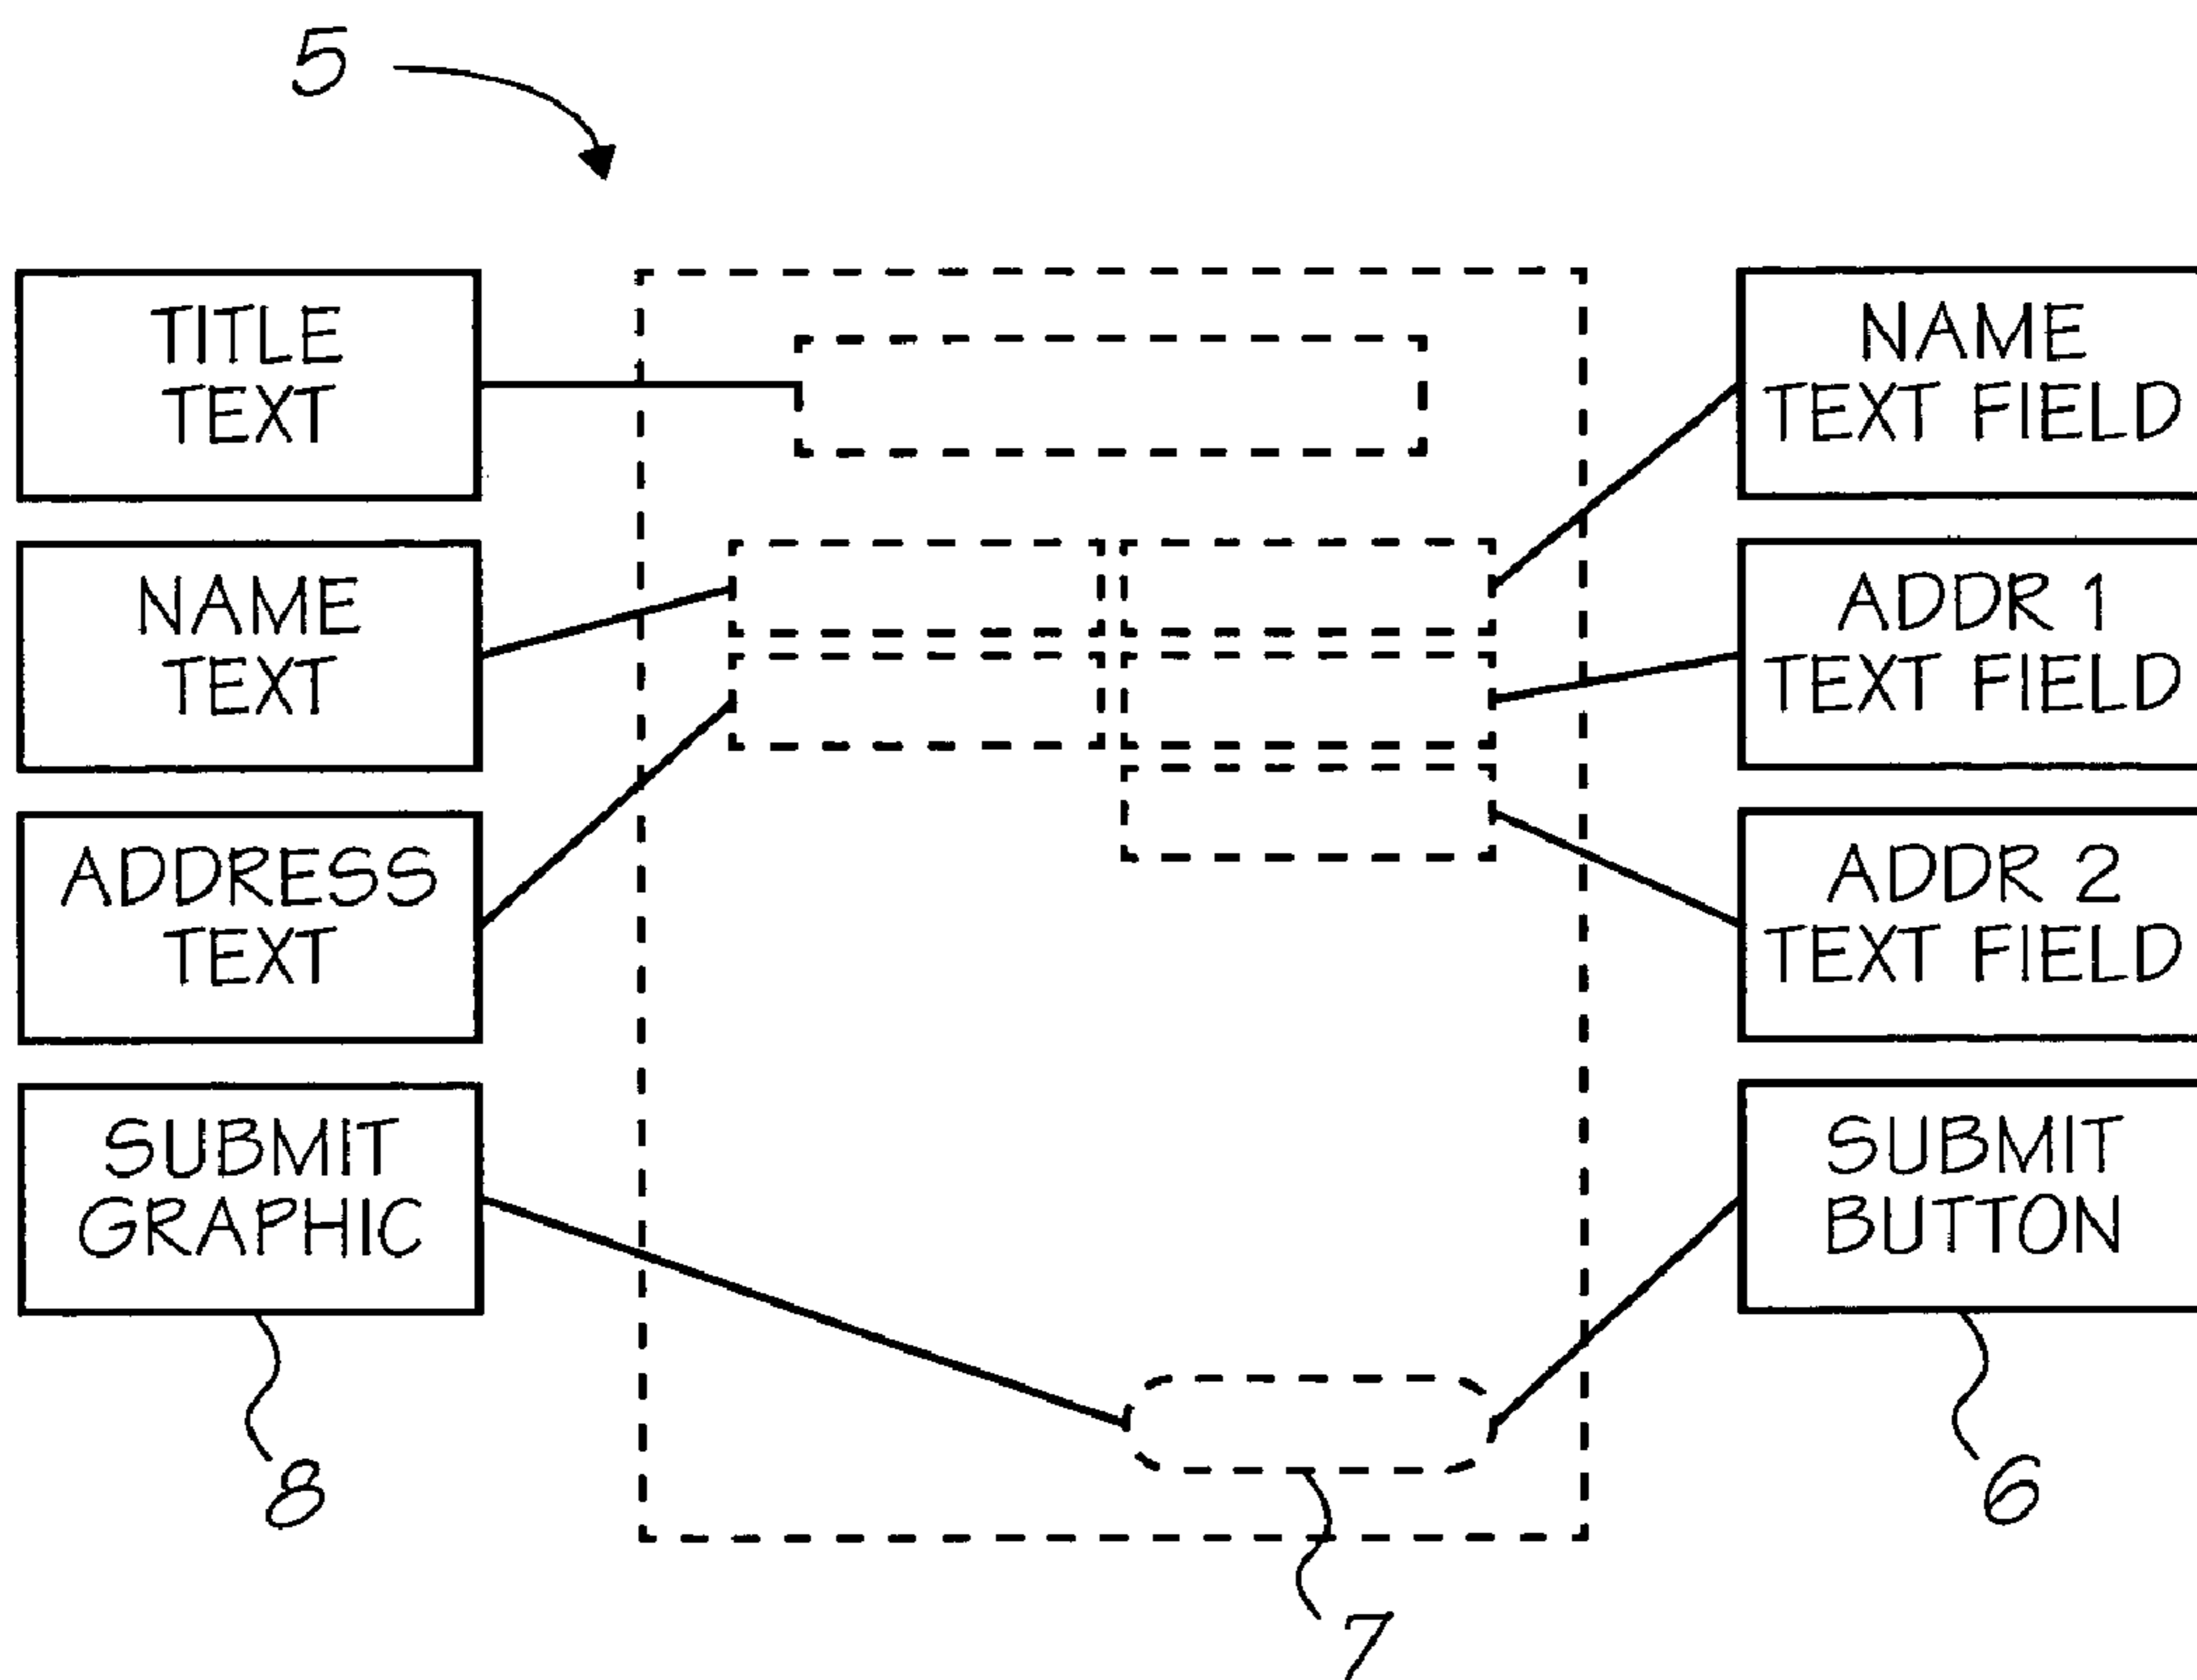 5
TITLE
TEXT
NAME
TEXT
ADDRESS
TEXT
SUBMIT
GRAPHIC
8
NAME
TEXT FIELD
ADDR 1
TEXT FIELD
ADDR 2
TEXT FIELD
SUBMIT
BUTTON
6
7